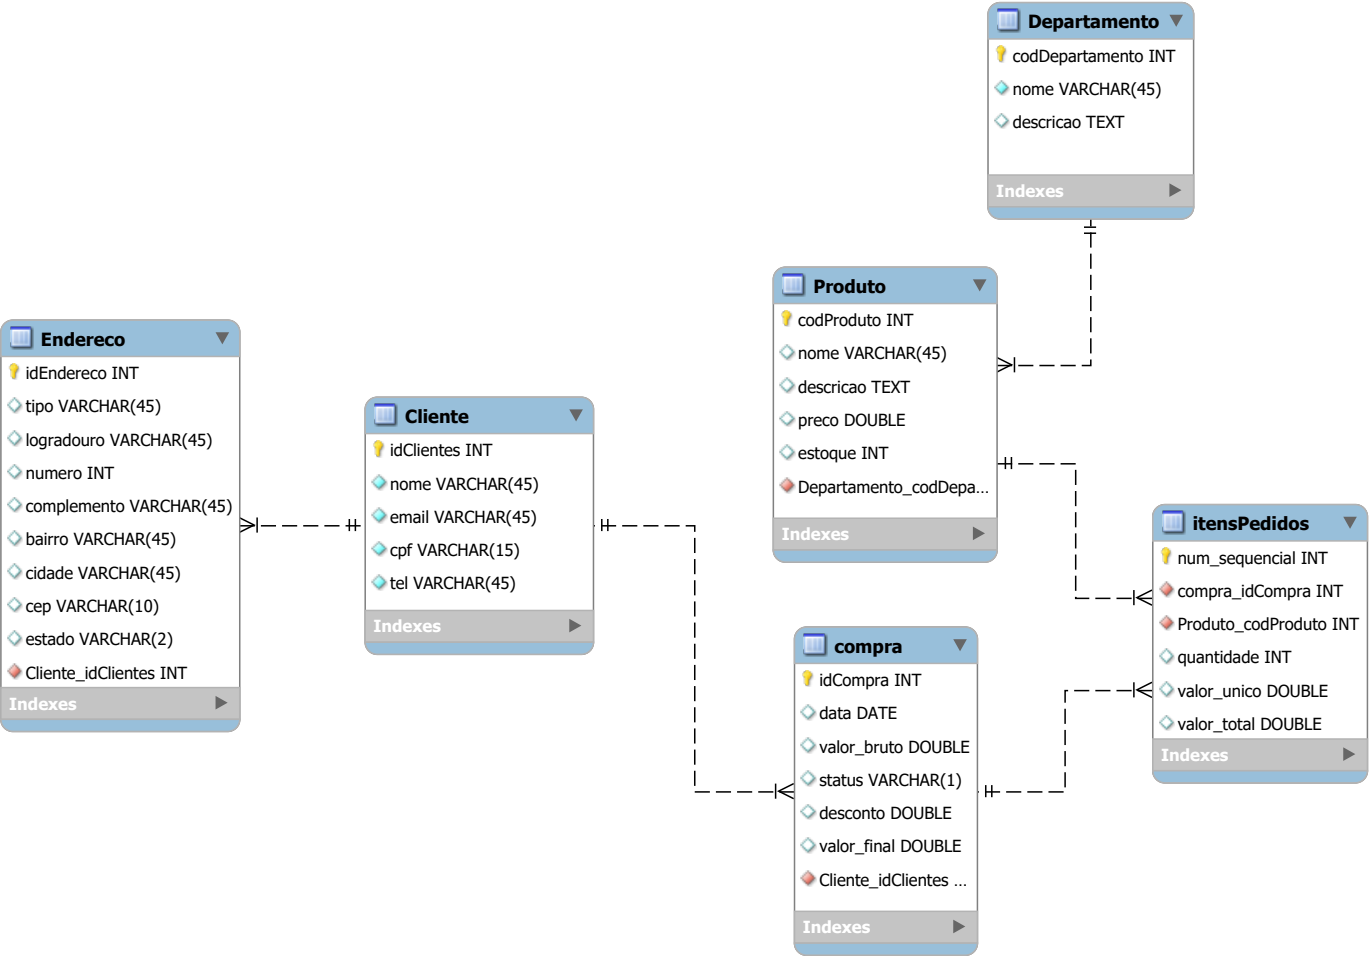 Departamento
codDepartamento INT
nome VARCHAR(45)
descricao TEXT
Indexes
Produto
codProduto INT
nome VARCHAR(45)
descricao TEXT
preco DOUBLE
estoque INT
Departamento_codDepa...
Indexes
Endereco
idEndereco INT
tipo VARCHAR(45)
logradouro VARCHAR(45)
numero INT
complemento VARCHAR(45)
bairro VARCHAR(45)
cidade VARCHAR(45)
cep VARCHAR(10)
estado VARCHAR(2)
Cliente_idClientes INT
Indexes
Cliente
idClientes INT
nome VARCHAR(45)
email VARCHAR(45)
cpf VARCHAR(15)
tel VARCHAR(45)
Indexes
itensPedidos
num_sequencial INT
compra_idCompra INT
Produto_codProduto INT
quantidade INT
valor_unico DOUBLE
valor_total DOUBLE
Indexes
compra
idCompra INT
data DATE
valor_bruto DOUBLE
status VARCHAR(1)
desconto DOUBLE
valor_final DOUBLE
Cliente_idClientes ...
Indexes